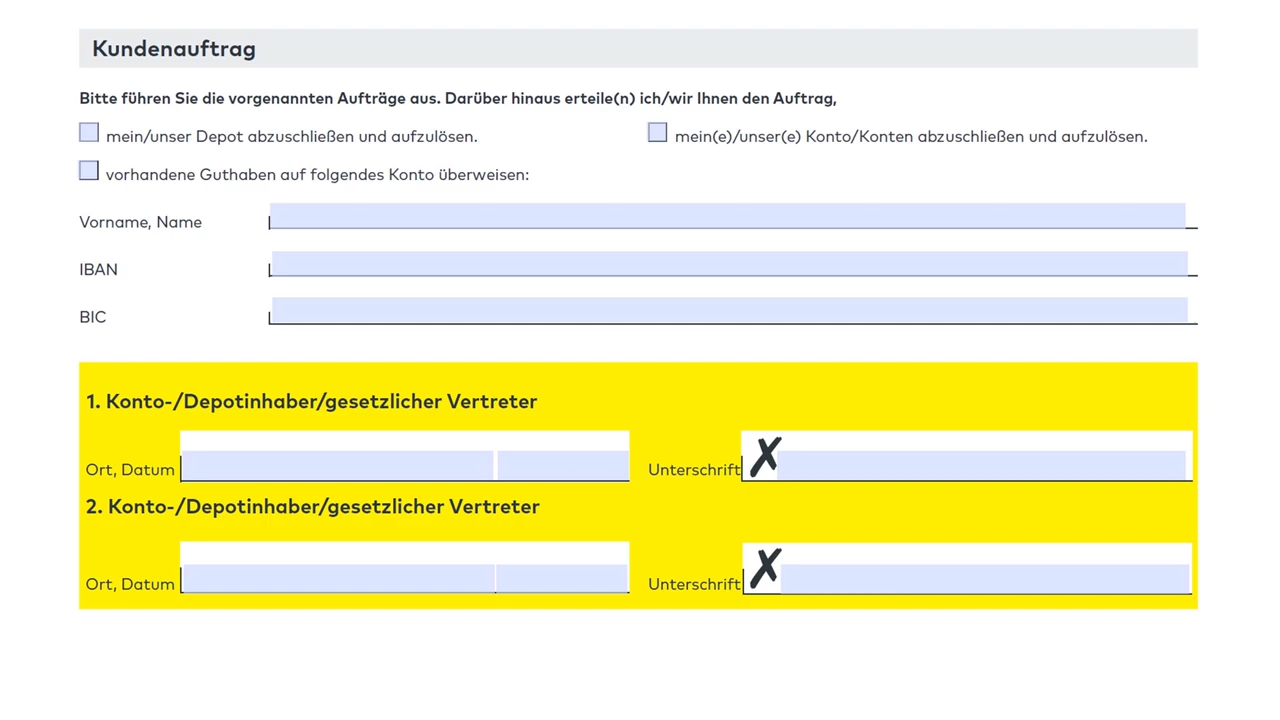 Kundenauftrag
Bitte führen Sie die vorgenannten Aufträge aus. Darüber hinaus erteile(n) ich/wir Ihnen den Auftrag,
mein/unser Depot abzuschließen und aufzulösen.
mein(e)/unser(e) Konto/Konten abzuschließen und aufzulösen.
vorhandene Guthaben auf folgendes Konto überweisen:
Vorname, Name
IBAN
BIC
1. Konto-/Depotinhaber/gesetzlicher Vertreter
Ort, Datum
Unterschrift
2. Konto-/Depotinhaber/gesetzlicher Vertreter
Ort, Datum
Unterschrift